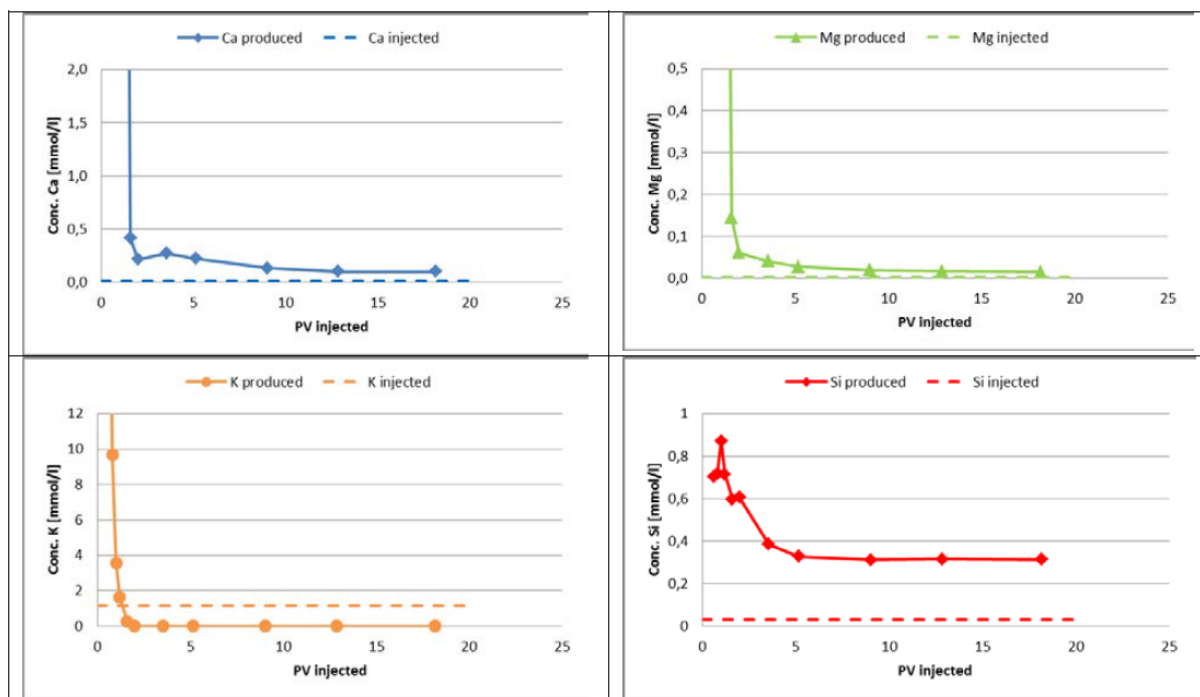 Ca produced Ca injected
2,0
1,5
1,0
0,5
0,0
Conc. Ca [mmol/l]
0 5 10 15 20 25
PV injected
Mg produced Mg injected
0,5
0,4
0,3
0,2
0,1
0,0
Conc. Mg [mmol/l]
0 5 10 15 20 25
PV injected
K produced K injected
12
10
8
6
4
2
0
Conc. K [mmol/l]
0 5 10 15 20 25
PV injected
Si produced Si injected
1
0,8
0,6
0,4
0,2
0
Conc. Si [mmol/l]
0 5 10 15 20 25
PV injected